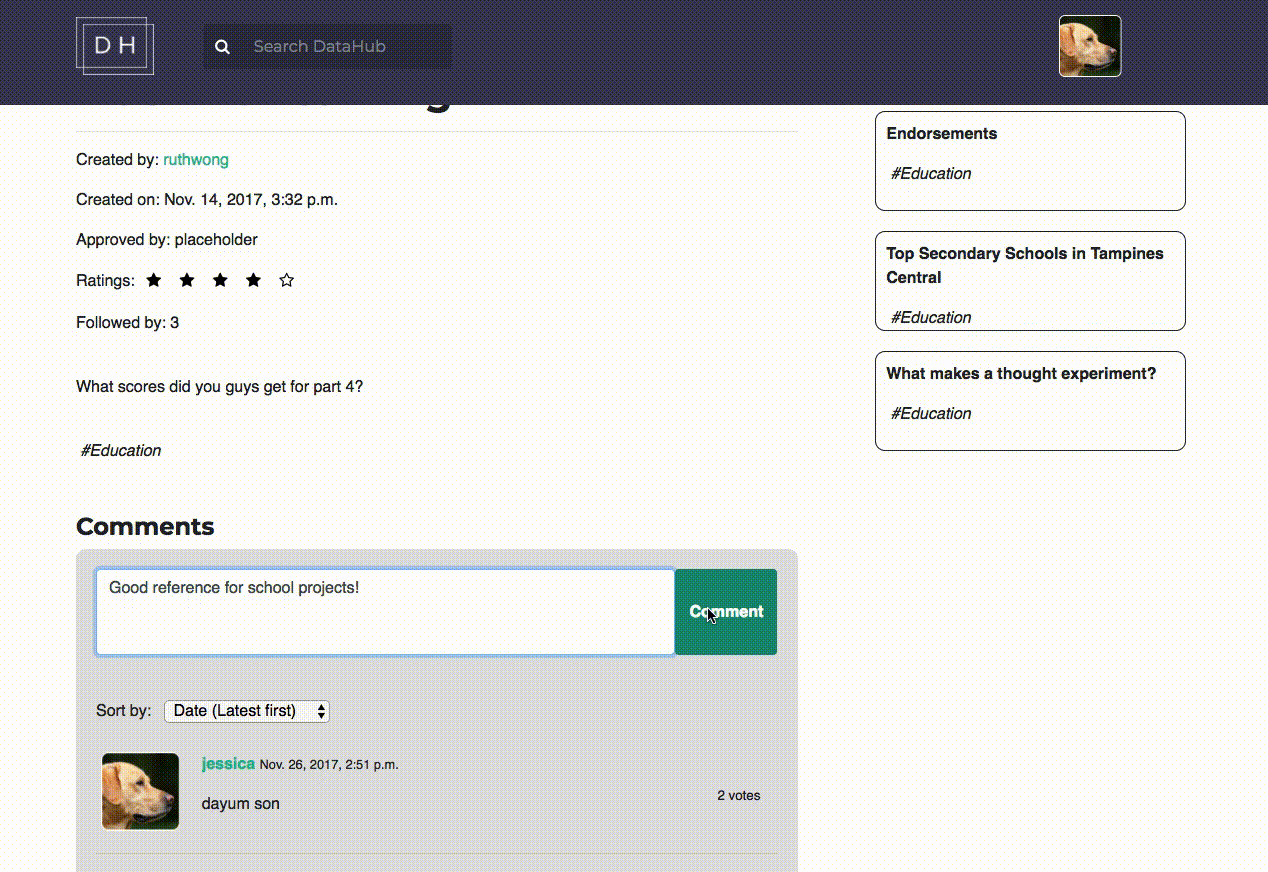 D H
Search DataHub
Created by: ruthwong
Created on: Nov. 14, 2017, 3:32 p.m.
Approved by: placeholder
Ratings:
Followed by: 3
What scores did you guys get for part 4?
#Education
Comments
Good reference for school projects!
Comment
Sort by: Date (Latest first)
jessica Nov. 26, 2017, 2:51 p.m.
dayum son
2 votes
Endorsements
#Education
Top Secondary Schools in Tampines
Central
#Education
What makes a thought experiment?
#Education